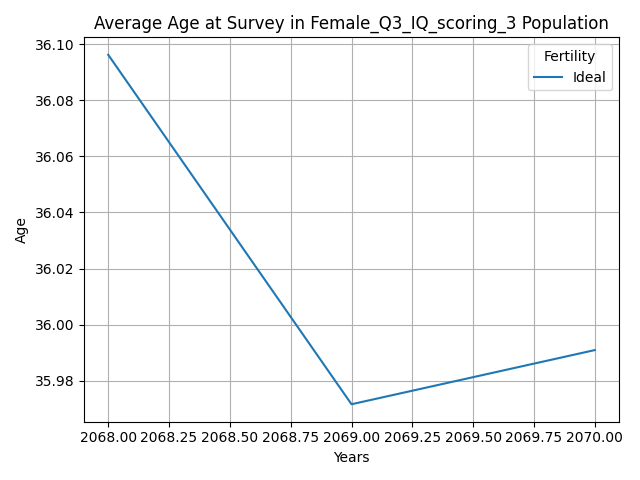 Average Age at Survey in Female_Q3_IQ_scoring_3 Population
36.10
36.08
36.06
36.04
36.02
36.00
35.98
Age
Fertility
Ideal
2068.00 2068.25 2068.50 2068.75 2069.00 2069.25 2069.50 2069.75 2070.00
Years